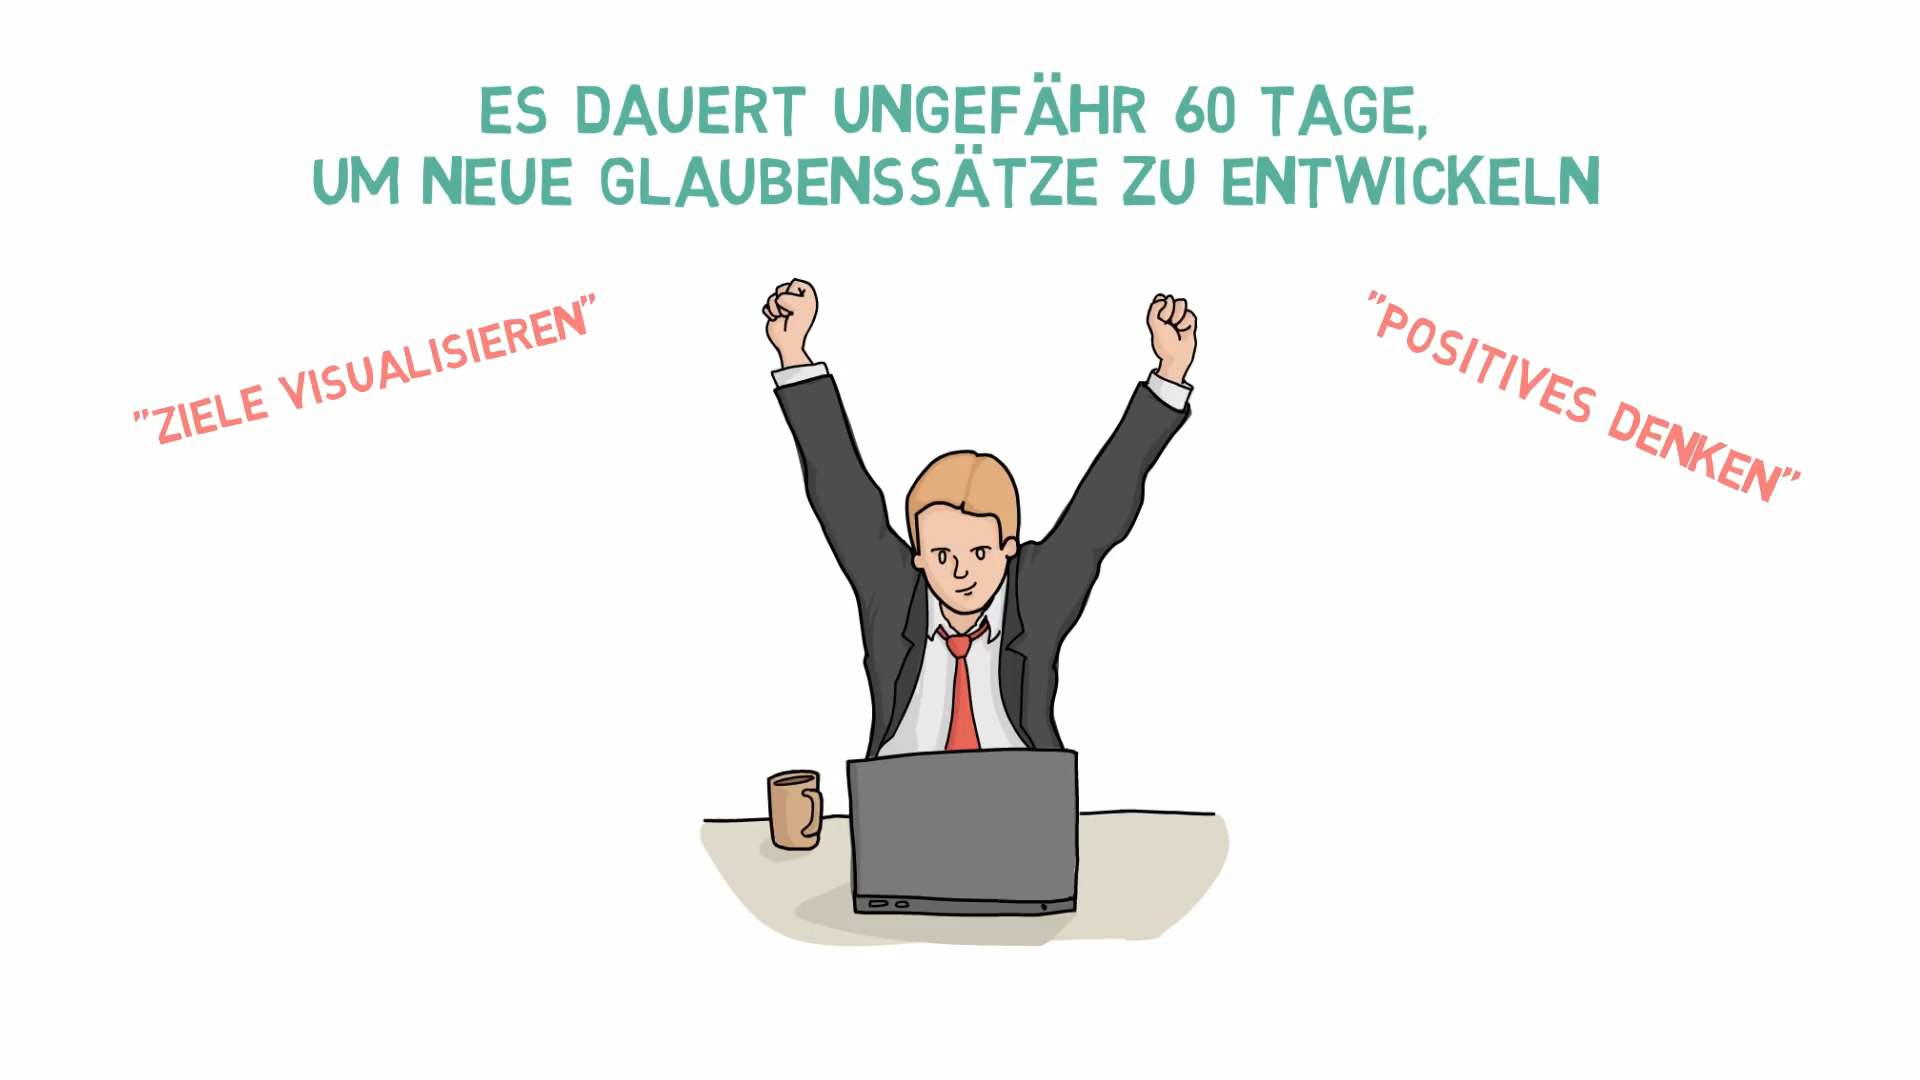 ES DAUERT UNGEFÄHR 60 TAGE,
UM NEUE GLAUBENSSÄTZE ZU ENTWICKELN
"ZIELE VISUALISIEREN"
"POSITIVES DENKEN"